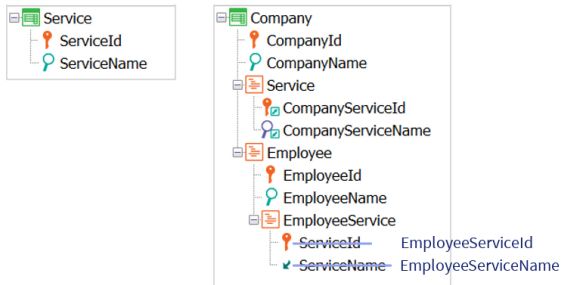 Service
ServiceId
ServiceName
Company
CompanyId
CompanyName
Service
CompanyServiceId
CompanyServiceName
Employee
EmployeeId
EmployeeName
EmployeeService
ServiceId EmployeeServiceId
ServiceName EmployeeServiceName